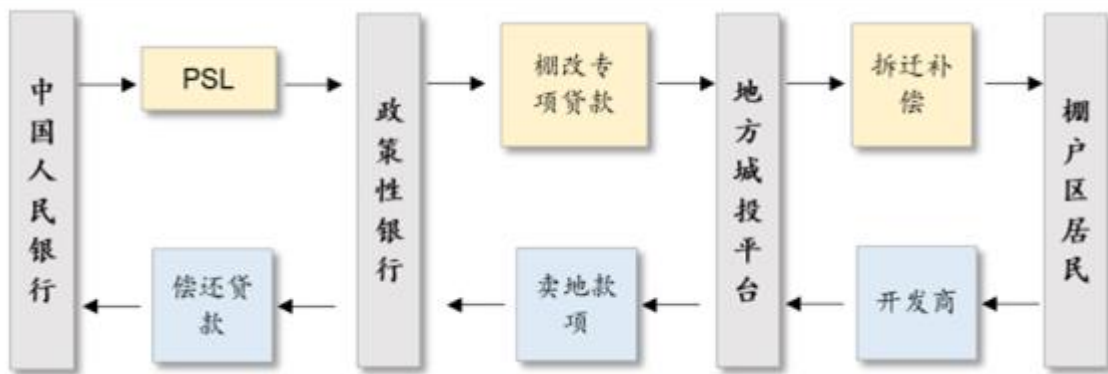 中国人民银行
PSL
政策性银行
棚改专
项贷款
地方城投平台
拆迁补
偿
棚户区居民
偿还贷
款
卖地款
项
开发商